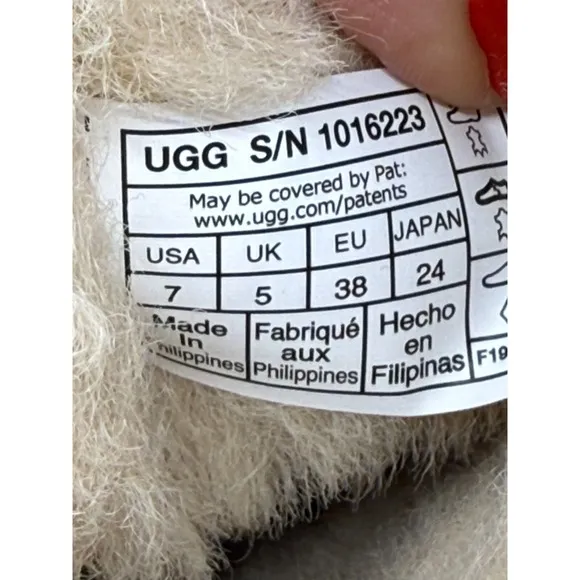 UGG S/N 1016223
May be covered by Pat:
www.ugg.com/patents
USA UK EU JAPAN
7 5 38 24
Made in Philippines
Fabriqué aux Philippines
Hecho en Filipinas
F19